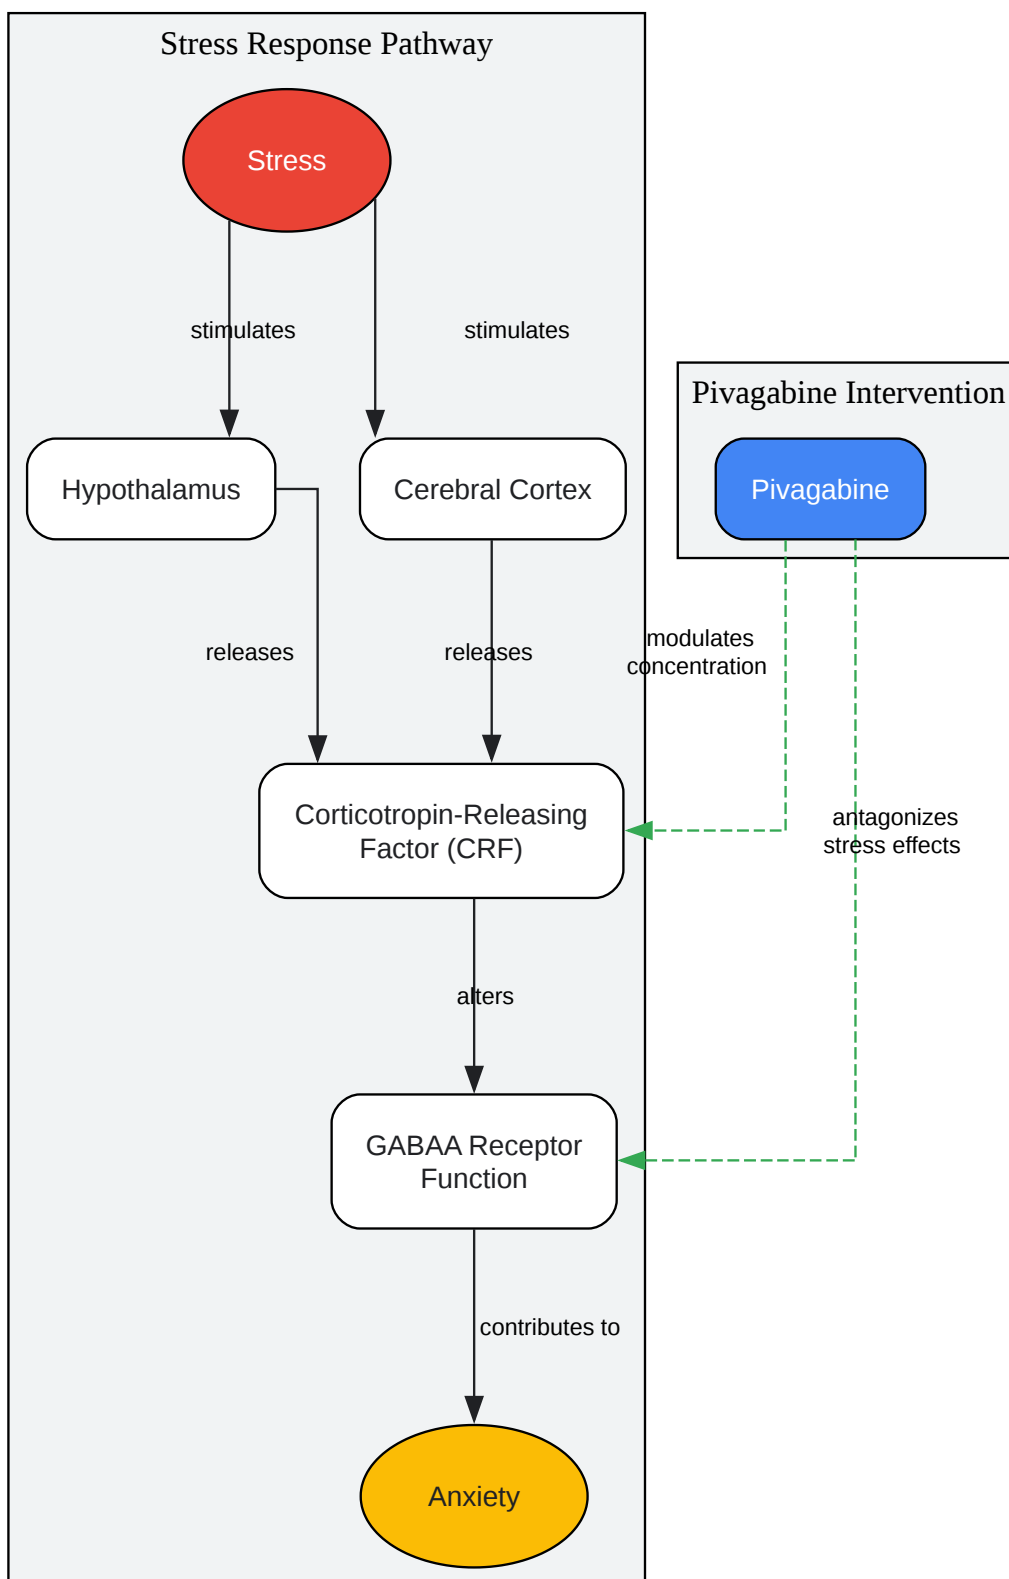 Stress Response Pathway
Stress
stimulates
stimulates
Pivagabine Intervention
Hypothalamus
Cerebral Cortex
Pivagabine
releases
releases
modulates
concentration
Corticotropin-Releasing
Factor (CRF)
antagonizes
stress effects
alters
GABAA Receptor
Function
contributes to
Anxiety